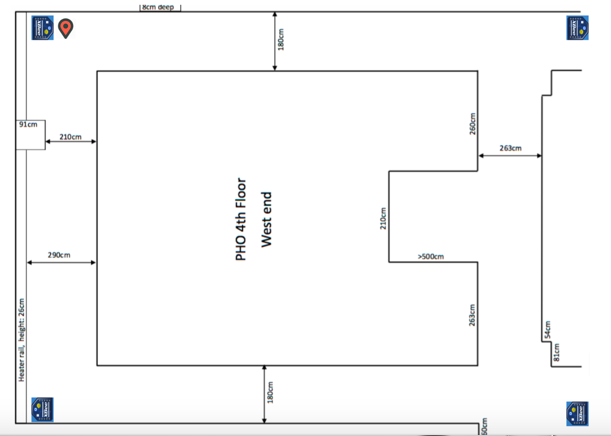 8cm deep
180cm
91cm
210cm
260cm
263cm
PHO 4th Floor
West end
210cm
290cm
>500cm
Heater rail, height: 26cm
263cm
54cm
81cm
180cm